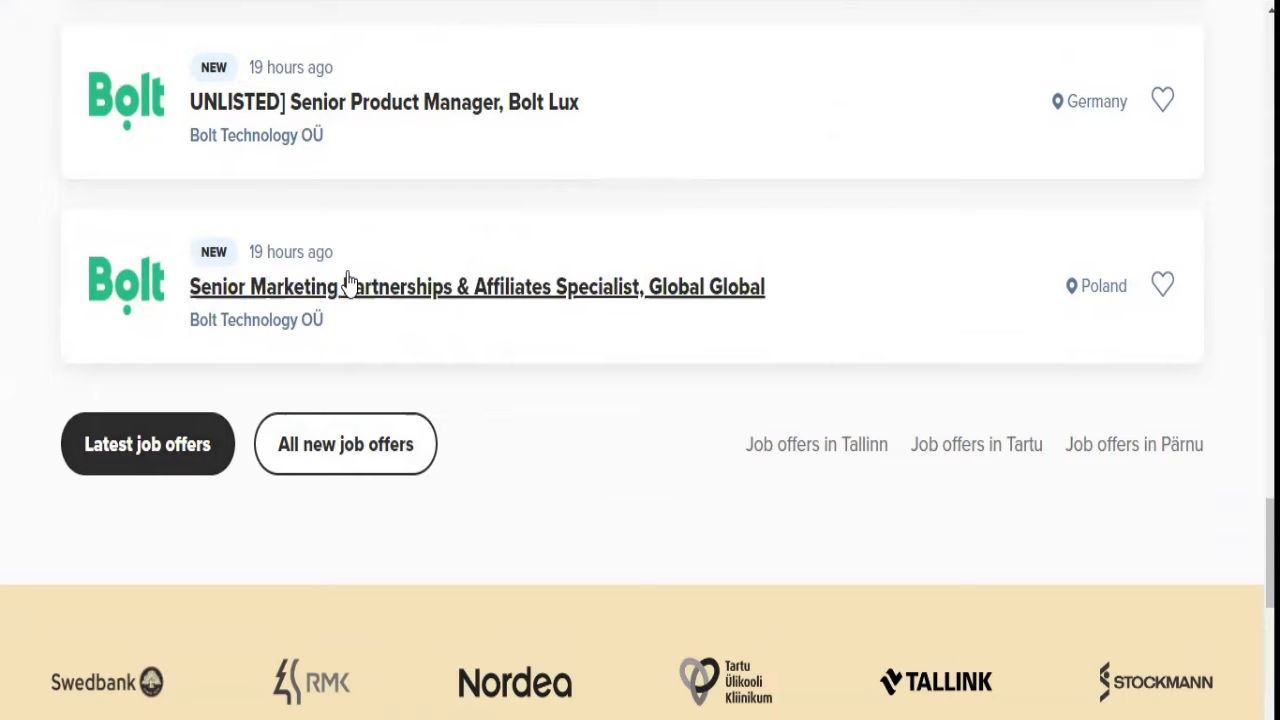 Bolt
NEW 19 hours ago
UNLISTED] Senior Product Manager, Bolt Lux
Bolt Technology OÜ
Germany
Bolt
NEW 19 hours ago
Senior Marketing Partnerships & Affiliates Specialist, Global Global
Bolt Technology OÜ
Poland
Latest job offers
All new job offers
Job offers in Tallinn
Job offers in Tartu
Job offers in Pärnu
Swedbank
RMK
Nordea
Tartu
Ülikooli
Kliinikum
TALLINK
STOCKMANN